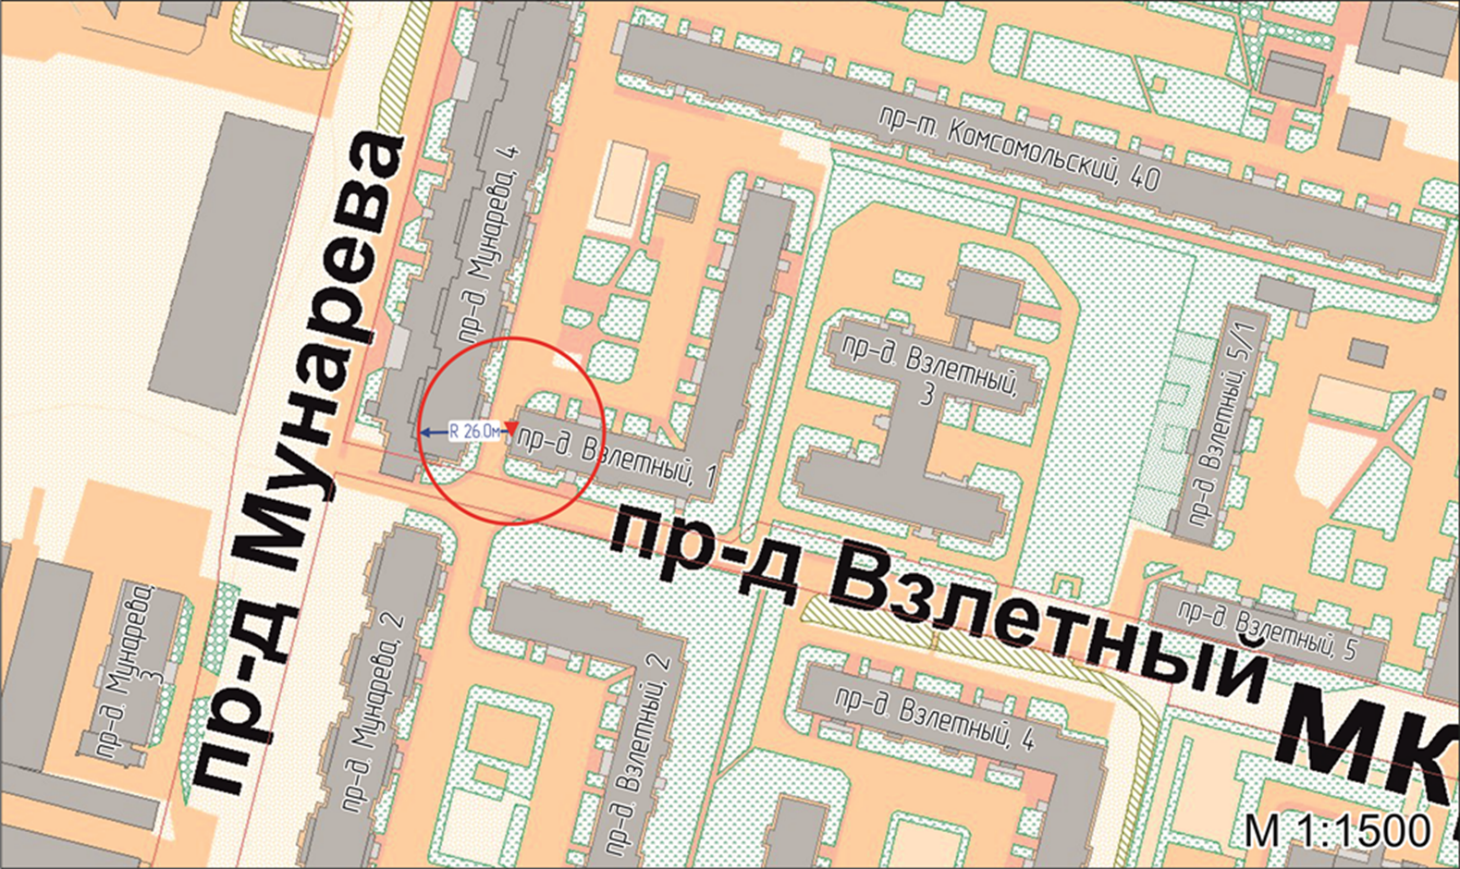 пр-т. Комсомольский, 40
пр-д Мунарева
пр-д. Мунарева, 4
пр-д. Взлетный,
3
пр-д. Взлетный, 5/1
R 26.0м
пр-д. Взлетный, 1
пр-д Взлетный
пр-д. Мунарева,
3
пр-д. Мунарева, 2
пр-д. Взлетный, 2
пр-д. Взлетный, 4
пр-д. Взлетный, 5
МК
М 1:1500